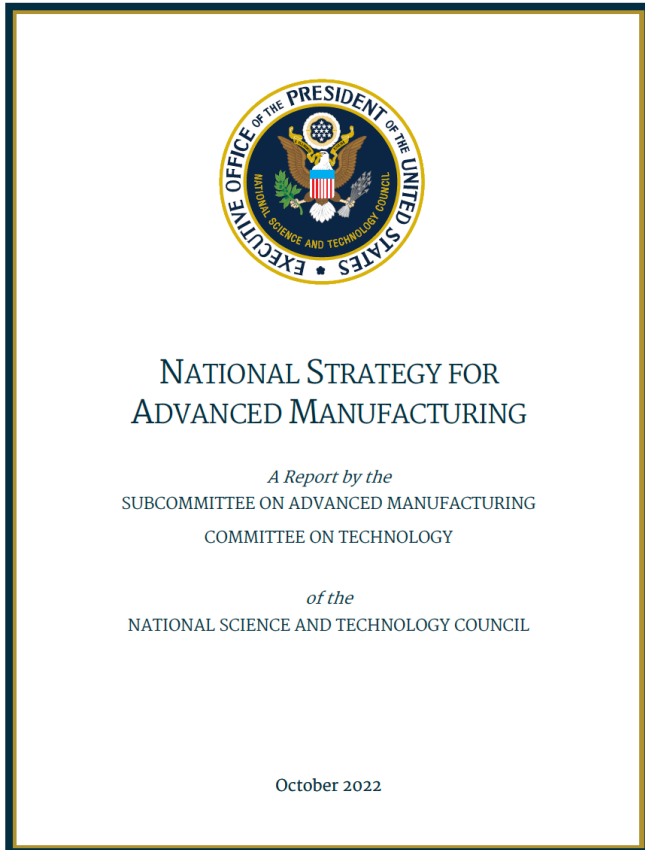 EXECUTIVE OFFICE OF THE PRESIDENT OF THE UNITED STATES
NATIONAL SCIENCE AND TECHNOLOGY COUNCIL
NATIONAL STRATEGY FOR
ADVANCED MANUFACTURING
A Report by the
SUBCOMMITTEE ON ADVANCED MANUFACTURING
COMMITTEE ON TECHNOLOGY
of the
NATIONAL SCIENCE AND TECHNOLOGY COUNCIL
October 2022